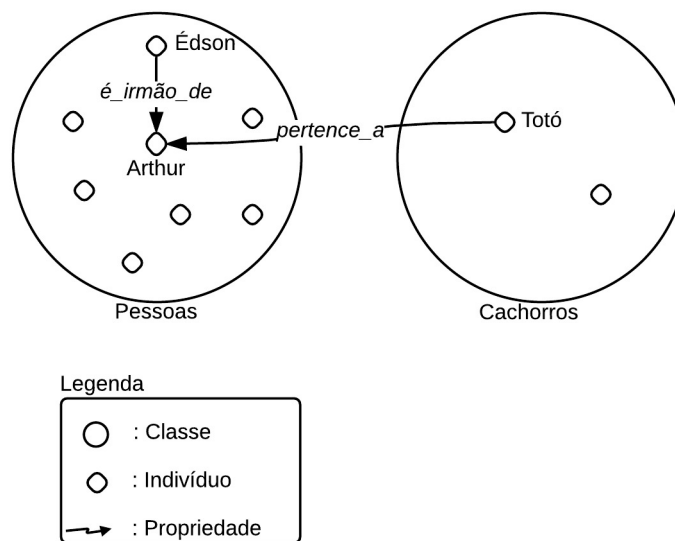 Édson
é_irmão_de
pertence_a
Totó
Arthur
Pessoas
Cachorros
Legenda
: Classe
: Indivíduo
: Propriedade